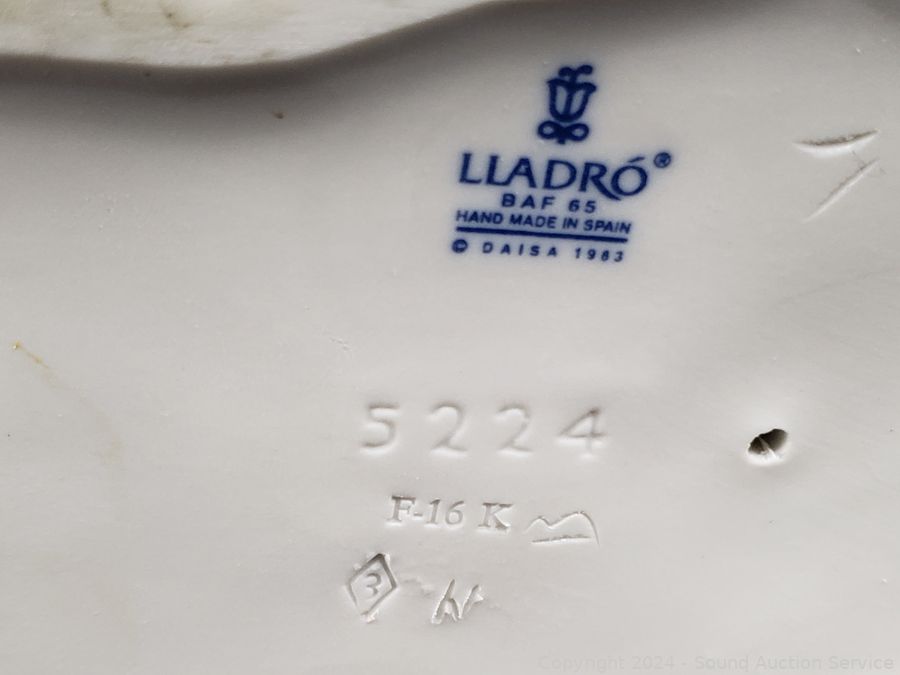 LLADRÓ®
BAF 65
HAND MADE IN SPAIN
© DAISA 1983
5224
F-16 K
3
Copyright 2024 - Sound Auction Service